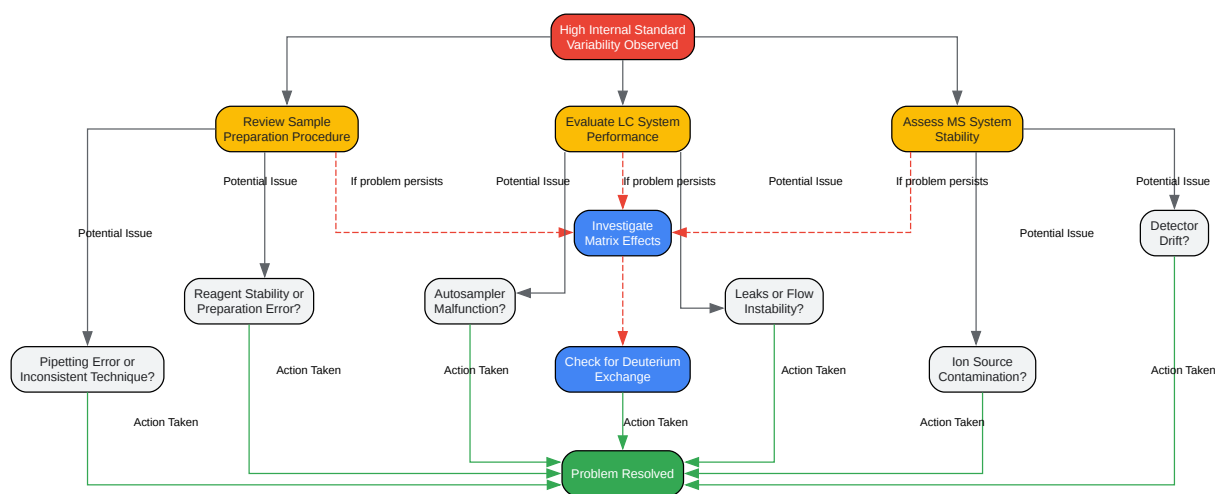 High Internal Standard
Variability Observed
Review Sample
Preparation Procedure
Evaluate LC System
Performance
Assess MS System
Stability
Potential Issue
If problem persists
Potential Issue
If problem persists
Potential Issue
If problem persists
Potential Issue
Potential Issue
Investigate
Matrix Effects
Potential Issue
Detector
Drift?
Reagent Stability or
Preparation Error?
Autosampler
Malfunction?
Leaks or Flow
Instability?
Pipetting Error or
Inconsistent Technique?
Action Taken
Action Taken
Check for Deuterium
Exchange
Action Taken
Ion Source
Contamination?
Action Taken
Action Taken
Action Taken
Action Taken
Problem Resolved